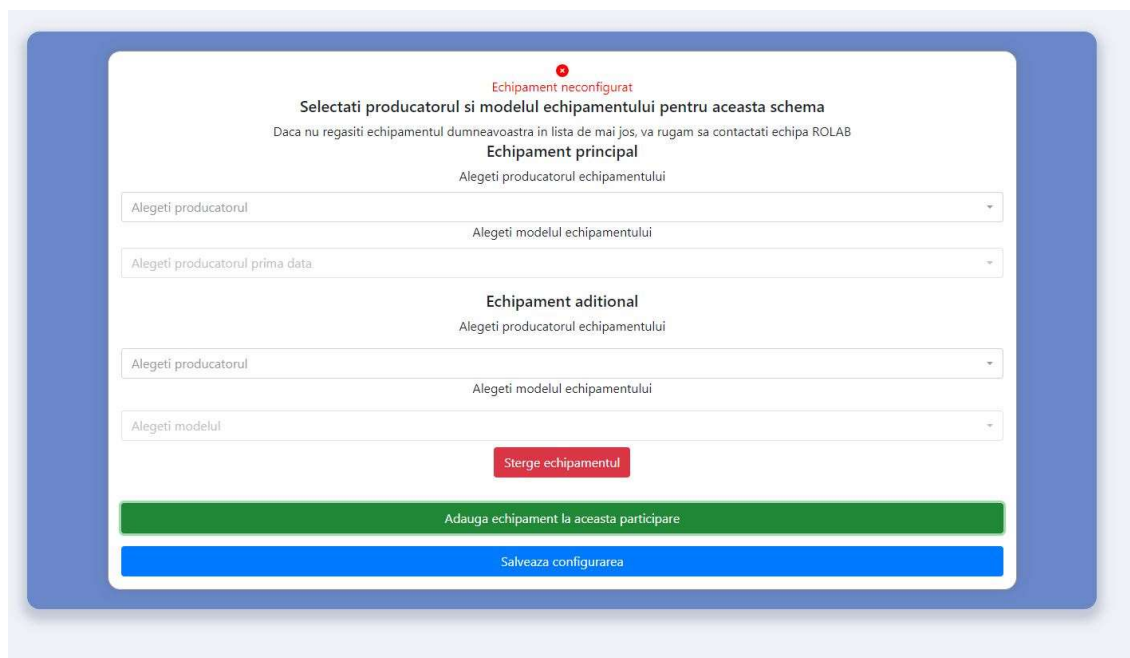 Echipament neconfigurat
Selectati producatorul si modelul echipamentului pentru aceasta schema
Daca nu regasiti echipamentul dumneavoastra in lista de mai jos, va rugam sa contactati echipa ROLAB
Echipament principal
Alegeti producatorul echipamentului
Alegeti producatorul
Alegeti modelul echipamentului
Alegeti producatorul prima data
Echipament aditional
Alegeti producatorul echipamentului
Alegeti producatorul
Alegeti modelul echipamentului
Alegeti modelul
Sterge echipamentul
Adauga echipament la aceasta participare
Salveaza configurarea